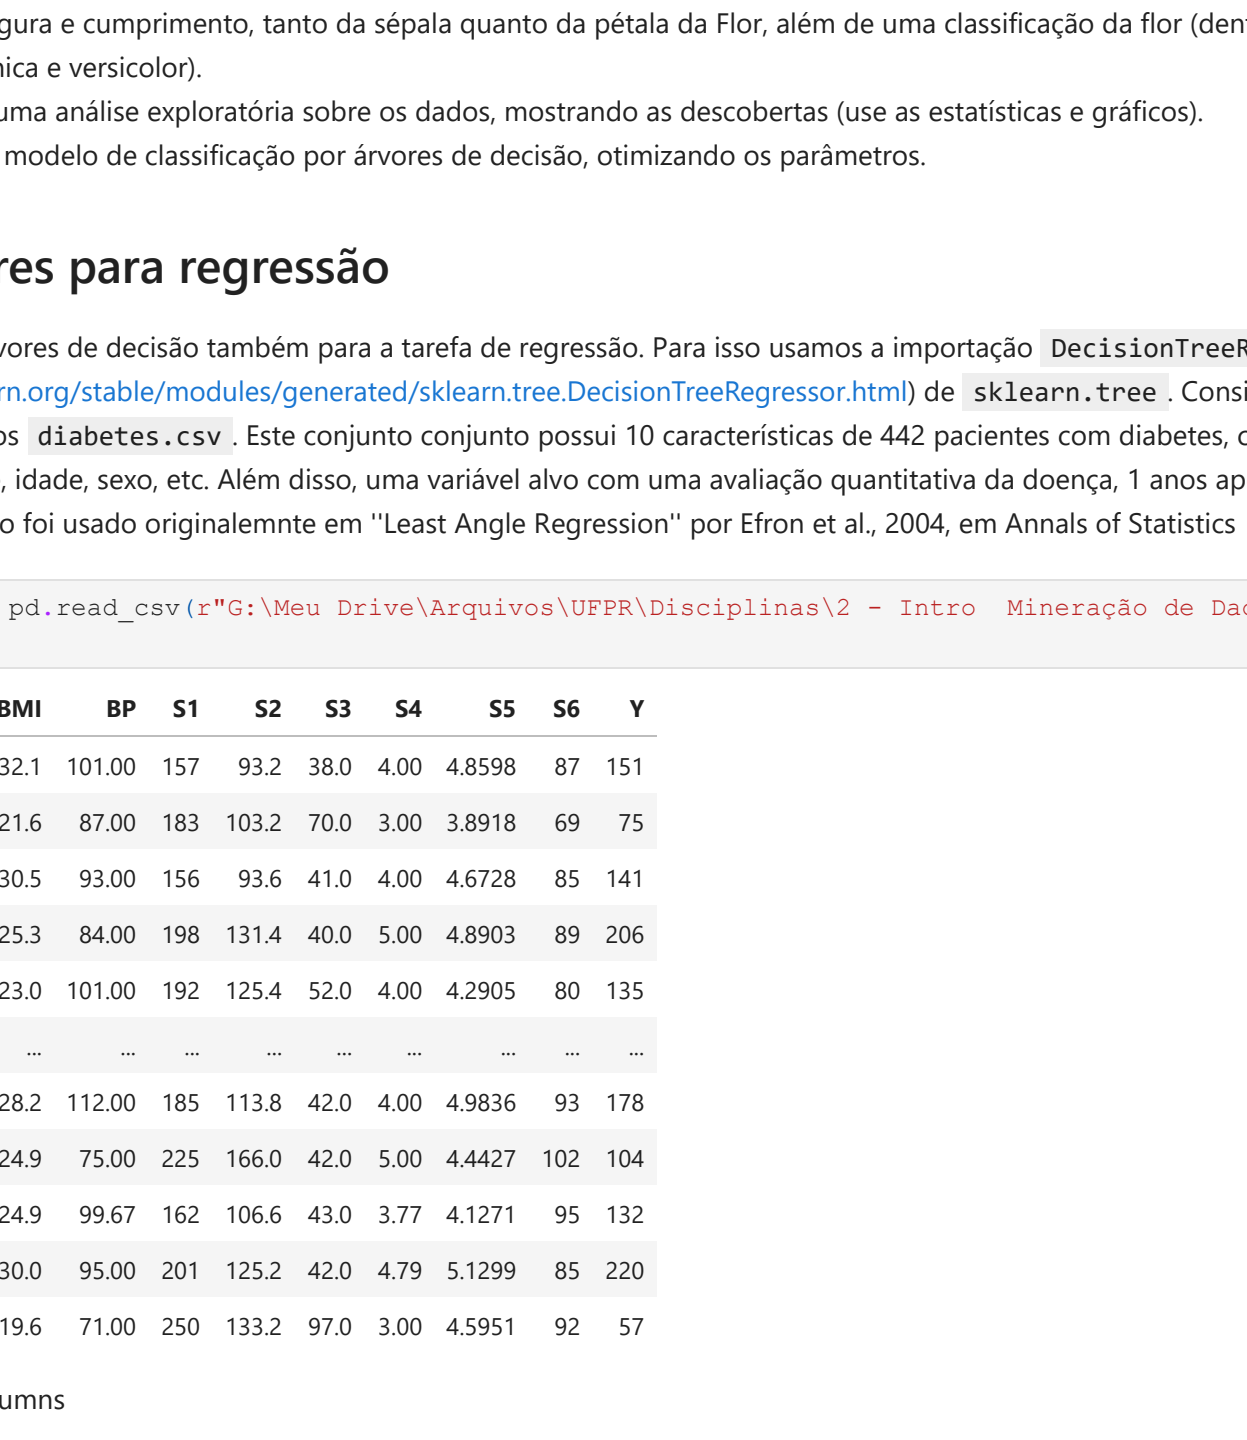 gura e cumprimento, tanto da sépala quanto da pétala da Flor, além de uma classificação da flor (den
nica e versicolor).
uma análise exploratória sobre os dados, mostrando as descobertas (use as estatísticas e gráficos).
modelo de classificação por árvores de decisão, otimizando os parâmetros.
res para regressão
vores de decisão também para a tarefa de regressão. Para isso usamos a importação DecisionTreeR
rn.org/stable/modules/generated/sklearn.tree.DecisionTreeRegressor.html) de sklearn.tree . Consi
os diabetes.csv . Este conjunto conjunto possui 10 características de 442 pacientes com diabetes, c
, idade, sexo, etc. Além disso, uma variável alvo com uma avaliação quantitativa da doença, 1 anos ap
o foi usado originalemnte em ''Least Angle Regression'' por Efron et al., 2004, em Annals of Statistics
pd.read_csv(r"G:\Meu Drive\Arquivos\UFPR\Disciplinas\2 - Intro  Mineração de Dad
BMI BP S1 S2 S3 S4 S5 S6 Y
32.1 101.00 157 93.2 38.0 4.00 4.8598 87 151
21.6 87.00 183 103.2 70.0 3.00 3.8918 69 75
30.5 93.00 156 93.6 41.0 4.00 4.6728 85 141
25.3 84.00 198 131.4 40.0 5.00 4.8903 89 206
23.0 101.00 192 125.4 52.0 4.00 4.2905 80 135
... ... ... ... ... ... ... ... ...
28.2 112.00 185 113.8 42.0 4.00 4.9836 93 178
24.9 75.00 225 166.0 42.0 5.00 4.4427 102 104
24.9 99.67 162 106.6 43.0 3.77 4.1271 95 132
30.0 95.00 201 125.2 42.0 4.79 5.1299 85 220
19.6 71.00 250 133.2 97.0 3.00 4.5951 92 57
umns